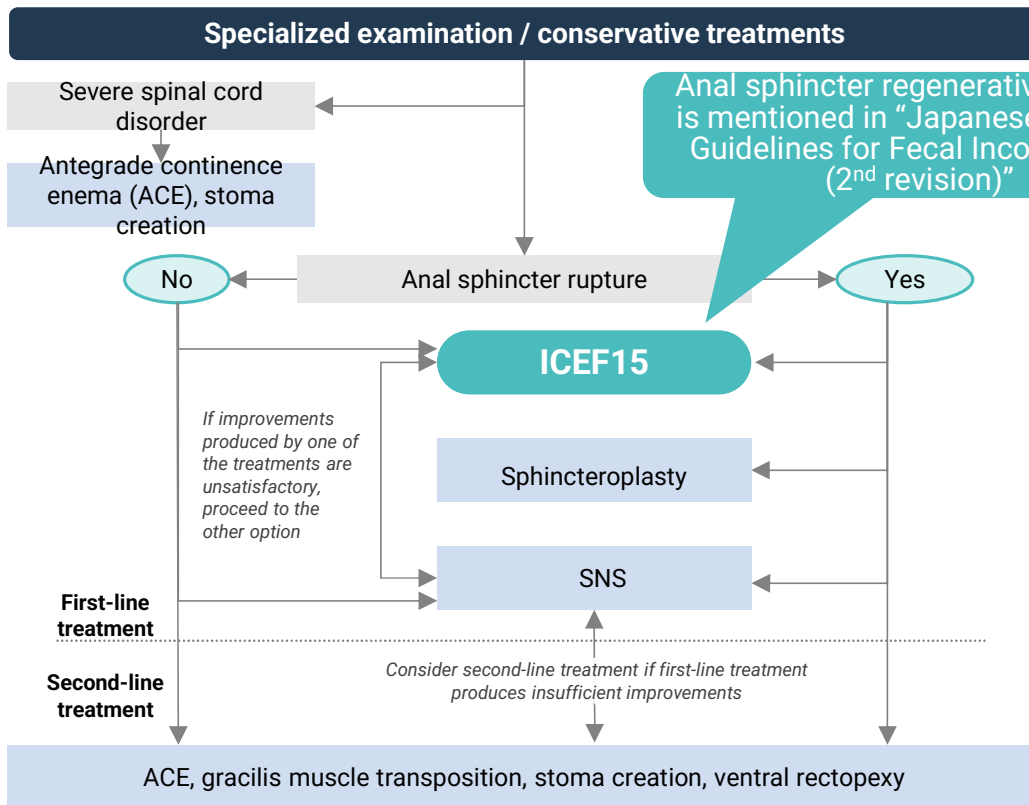 Specialized examination / conservative treatments
Severe spinal cord
disorder
Antegrade continence
enema (ACE), stoma
creation
Anal sphincter regenerativ
is mentioned in “Japanese
Guidelines for Fecal Inco
(2nd revision)”
No
Anal sphincter rupture
Yes
ICEF15
If improvements
produced by one of
the treatments are
unsatisfactory,
proceed to the
other option
Sphincteroplasty
SNS
First-line
treatment
Second-line
treatment
Consider second-line treatment if first-line treatment
produces insufficient improvements
ACE, gracilis muscle transposition, stoma creation, ventral rectopexy